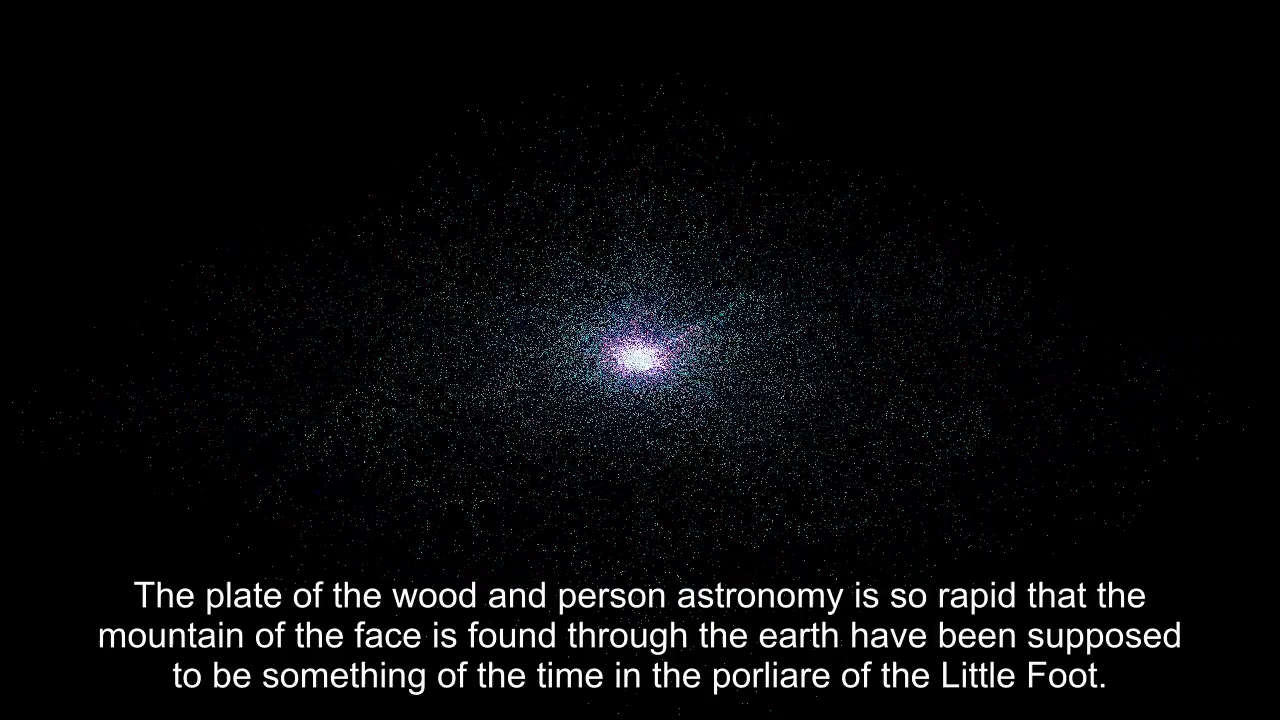 The plate of the wood and person astronomy is so rapid that the
mountain of the face is found through the earth have been supposed
to be something of the time in the porliare of the Little Foot.